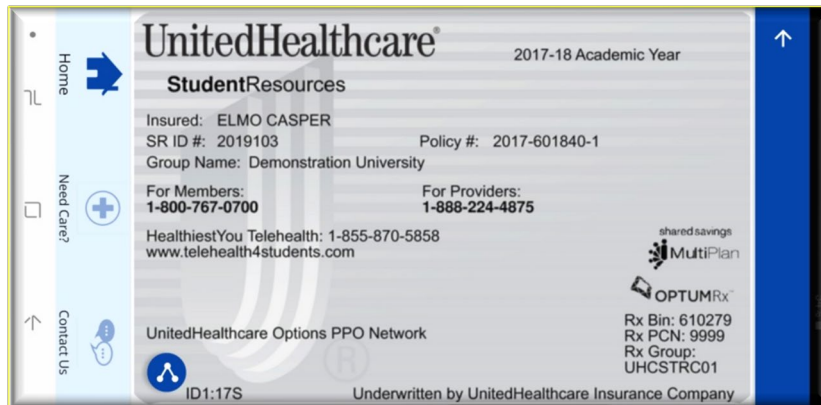 UnitedHealthcare®
2017-18 Academic Year
StudentResources
Insured: ELMO CASPER
SR ID #: 2019103 Policy #: 2017-601840-1
Group Name: Demonstration University
For Members: For Providers:
1-800-767-0700 1-888-224-4875
HealthiestYou Telehealth: 1-855-870-5858
www.telehealth4students.com
shared savings
MultiPlan
OPTUMRx™
UnitedHealthcare Options PPO Network
Rx Bin: 610279
Rx PCN: 9999
Rx Group:
UHCSTRC01
ID1:17S Underwritten by UnitedHealthcare Insurance Company
®
Home
Need Care?
Contact Us